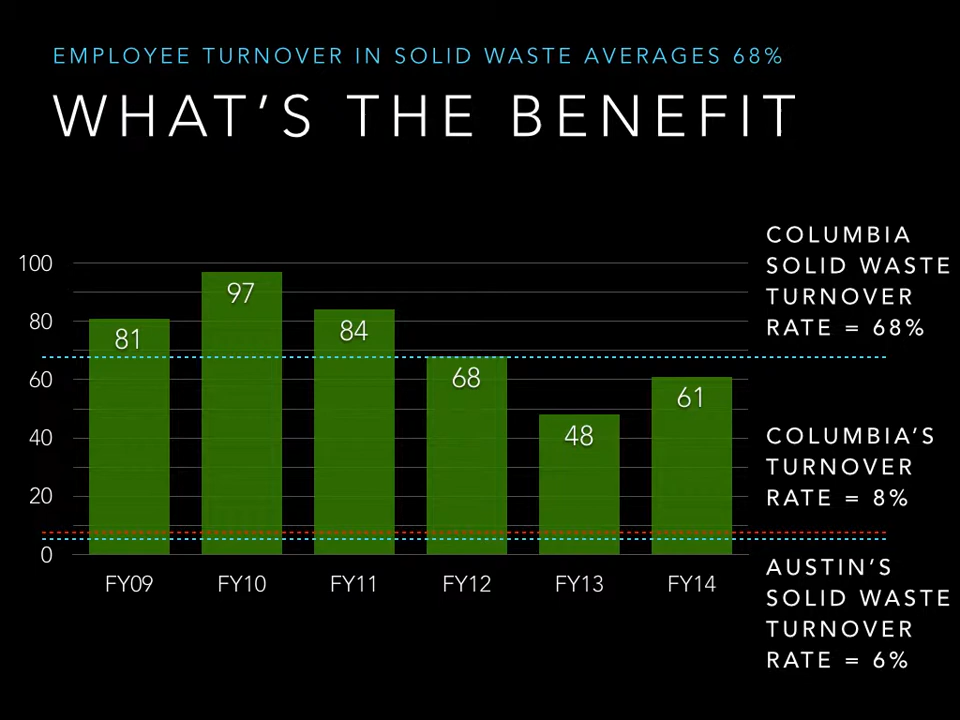 EMPLOYEE TURNOVER IN SOLID WASTE AVERAGES 68%
WHAT'S THE BENEFIT
COLUMBIA
SOLID WASTE
TURNOVER
RATE = 68%
100
80
60
40
20
0
81
97
84
68
48
61
COLUMBIA'S
TURNOVER
RATE = 8%
FY09
FY10
FY11
FY12
FY13
FY14
AUSTIN'S
SOLID WASTE
TURNOVER
RATE = 6%